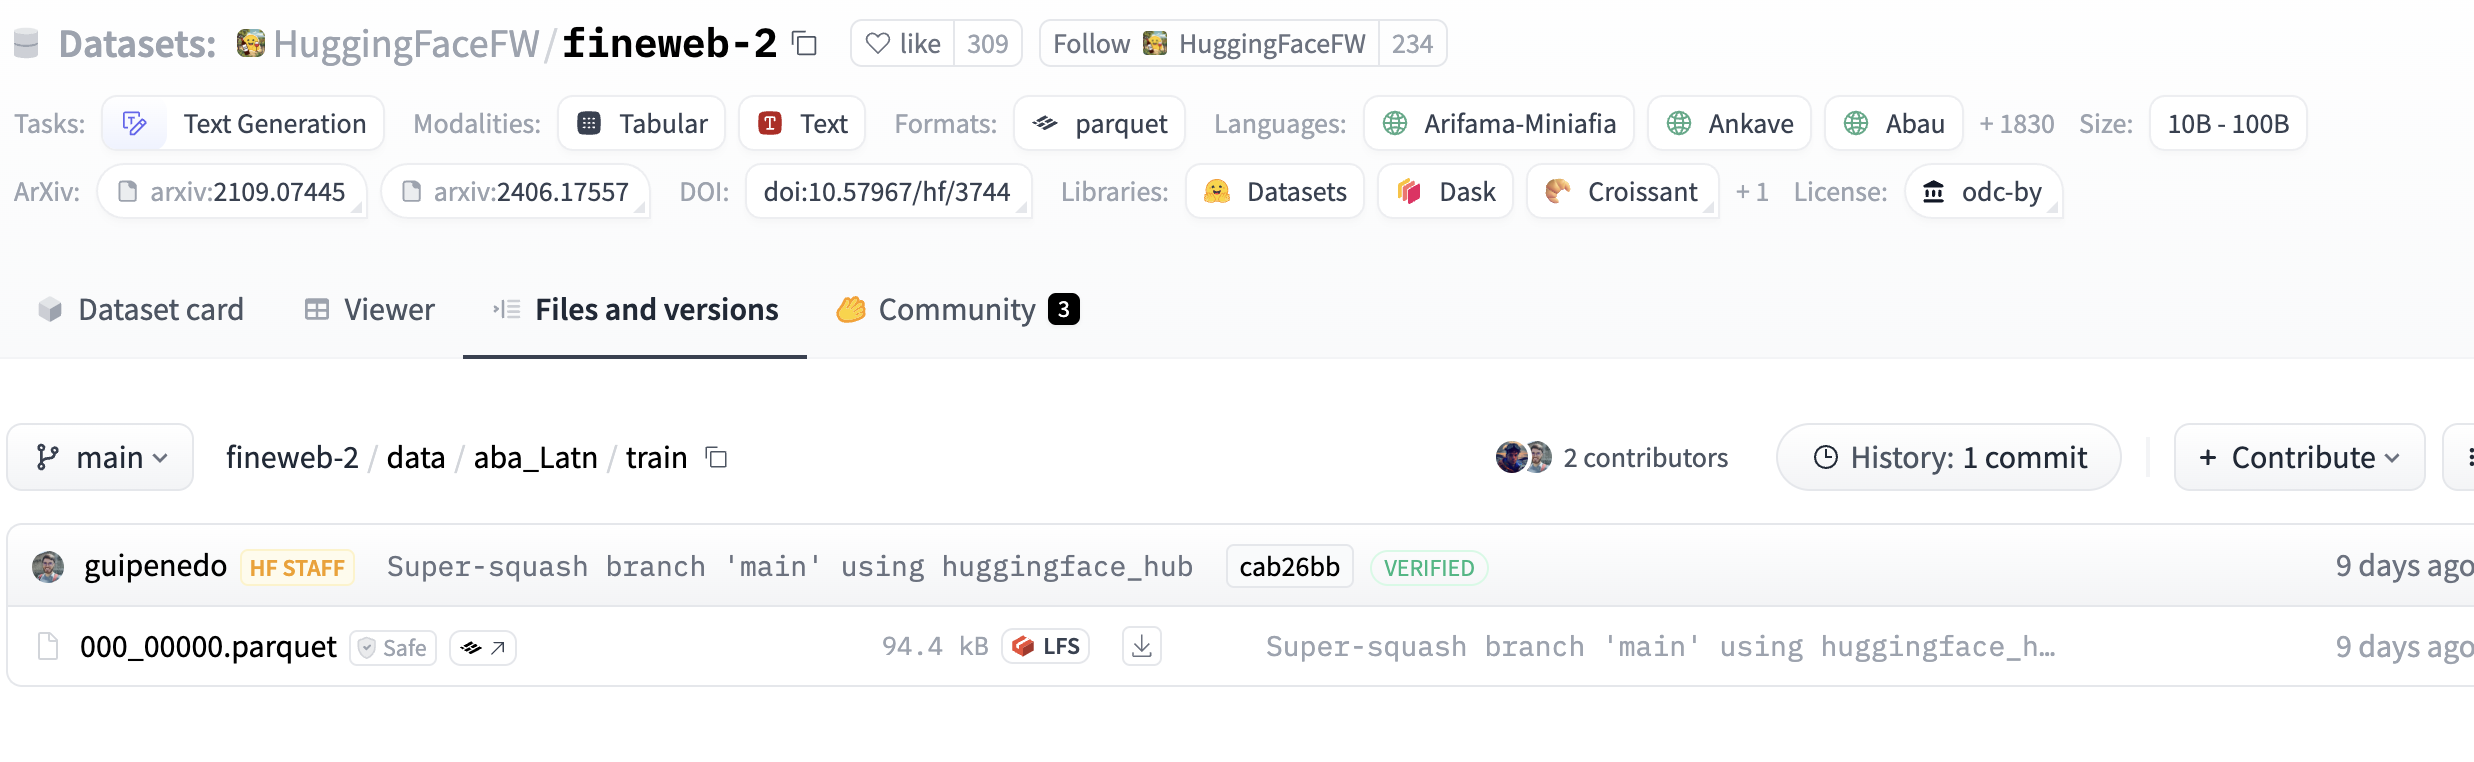 Datasets: HuggingFaceFW/fineweb-2 like 309 Follow HuggingFaceFW 234
Tasks: Text Generation Modalities: Tabular Text Formats: parquet Languages: Arifama-Miniafia Ankave Abau + 1830 Size: 10B - 100B
ArXiv: arxiv:2109.07445 arxiv:2406.17557 DOI: doi:10.57967/hf/3744 Libraries: Datasets Dask Croissant + 1 License: odc-by
Dataset card Viewer Files and versions Community 3
main fineweb-2 / data / aba_Latn / train 2 contributors History: 1 commit + Contribute
guipenedo HF STAFF Super-squash branch 'main' using huggingface_hub cab26bb VERIFIED 9 days ago
000_00000.parquet Safe 94.4 kB LFS Super-squash branch 'main' using huggingface_h… 9 days ago